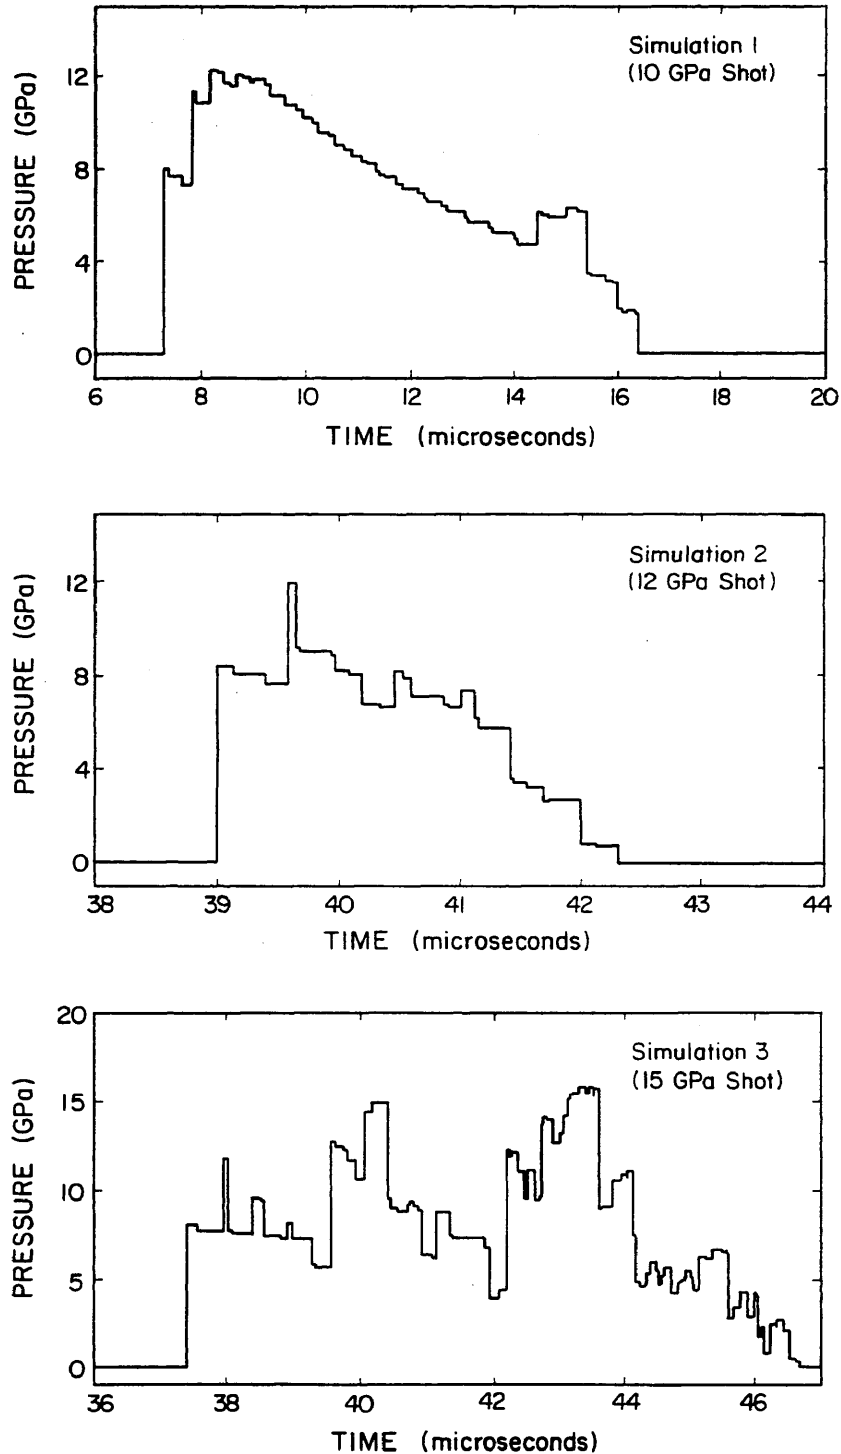 Simulation 1
(10 GPa Shot)
PRESSURE (GPa)
12
8
4
0
6 8 10 12 14 16 18 20
TIME (microseconds)
Simulation 2
(12 GPa Shot)
PRESSURE (GPa)
12
8
4
0
38 39 40 41 42 43 44
TIME (microseconds)
Simulation 3
(15 GPa Shot)
PRESSURE (GPa)
20
15
10
5
0
36 38 40 42 44 46
TIME (microseconds)